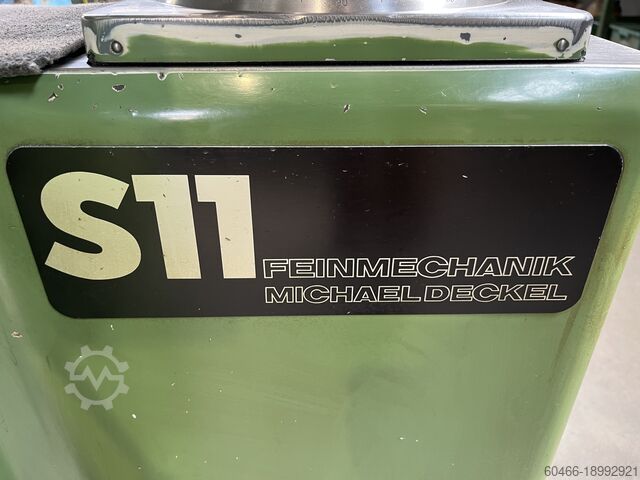 S11
FEINMECHANIK
MICHAEL DECKEL
60466-18992921